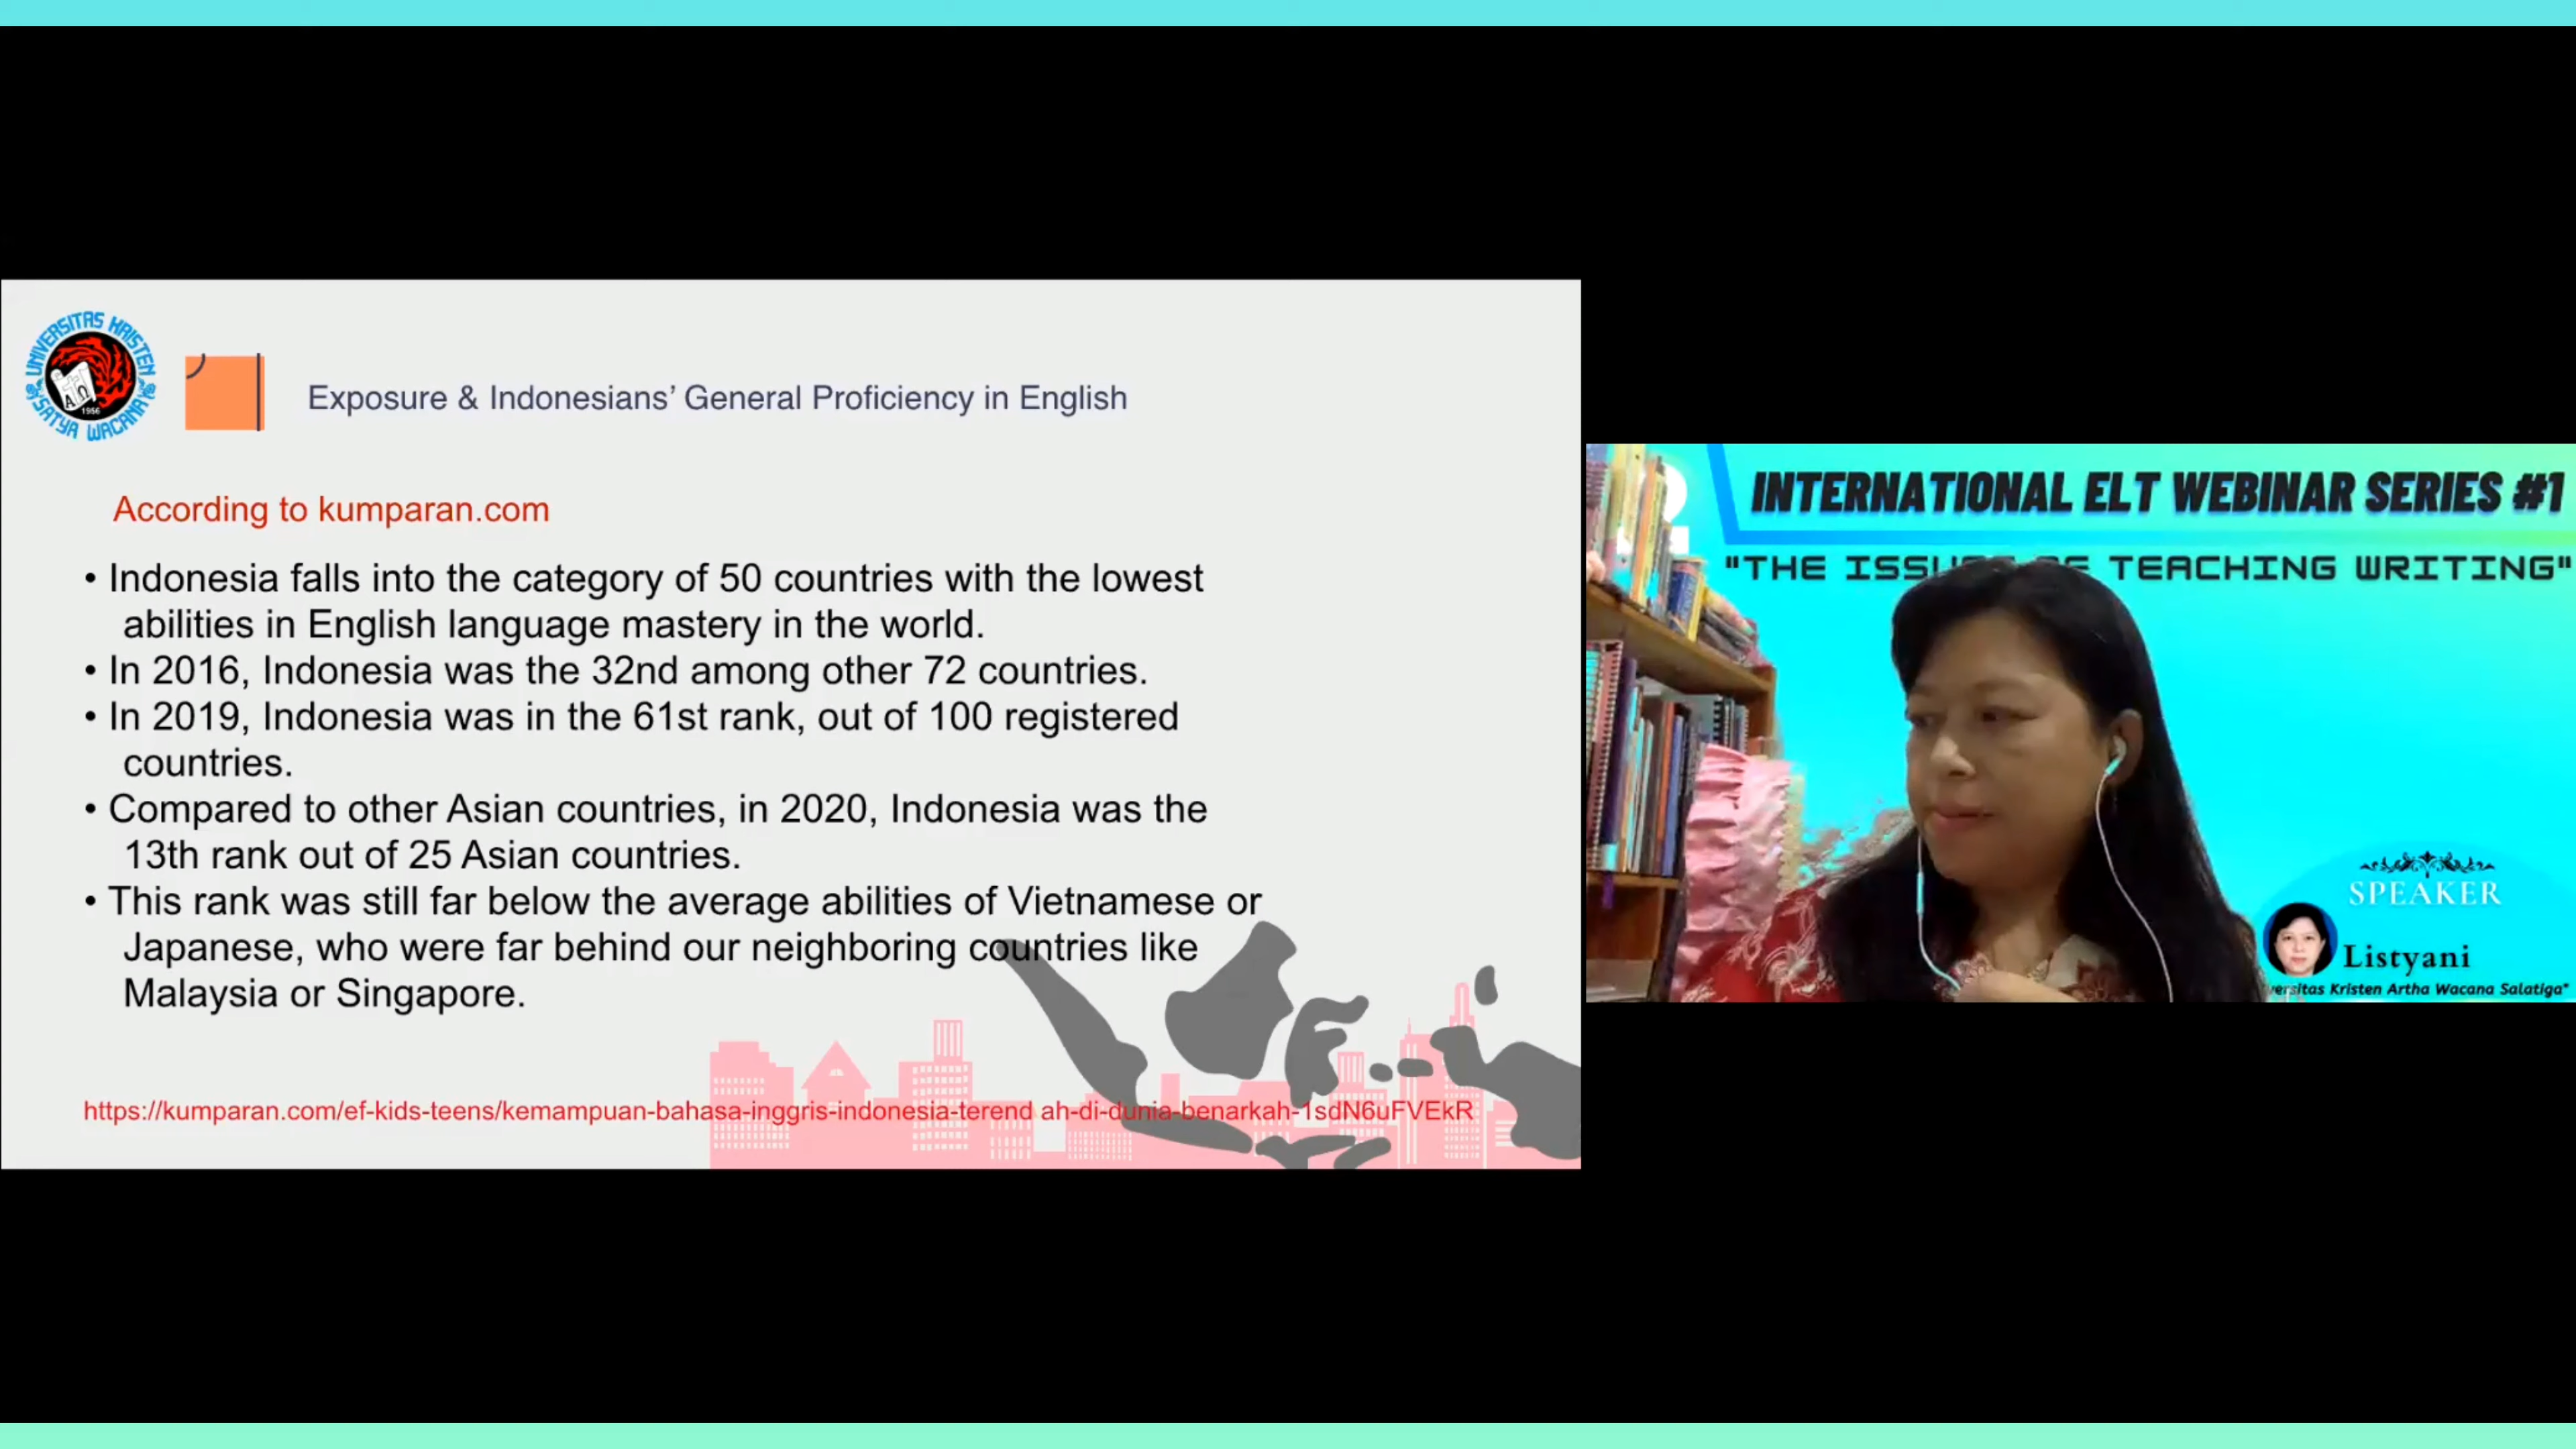 UNIVERSITAS KRISTEN
SATYA WACANA
A Ω
1956
Exposure & Indonesians’ General Proficiency in English
According to kumparan.com
• Indonesia falls into the category of 50 countries with the lowest
abilities in English language mastery in the world.
• In 2016, Indonesia was the 32nd among other 72 countries.
• In 2019, Indonesia was in the 61st rank, out of 100 registered
countries.
• Compared to other Asian countries, in 2020, Indonesia was the
13th rank out of 25 Asian countries.
• This rank was still far below the average abilities of Vietnamese or
Japanese, who were far behind our neighboring countries like
Malaysia or Singapore.
https://kumparan.com/ef-kids-teens/kemampuan-bahasa-inggris-indonesia-terend ah-di-dunia-benarkah-1sdN6uFVEkR
INTERNATIONAL ELT WEBINAR SERIES #1
"THE TEACHING WRITING"
SPEAKER
Listyani
versitas Kristen Artha Wacana Salatiga"